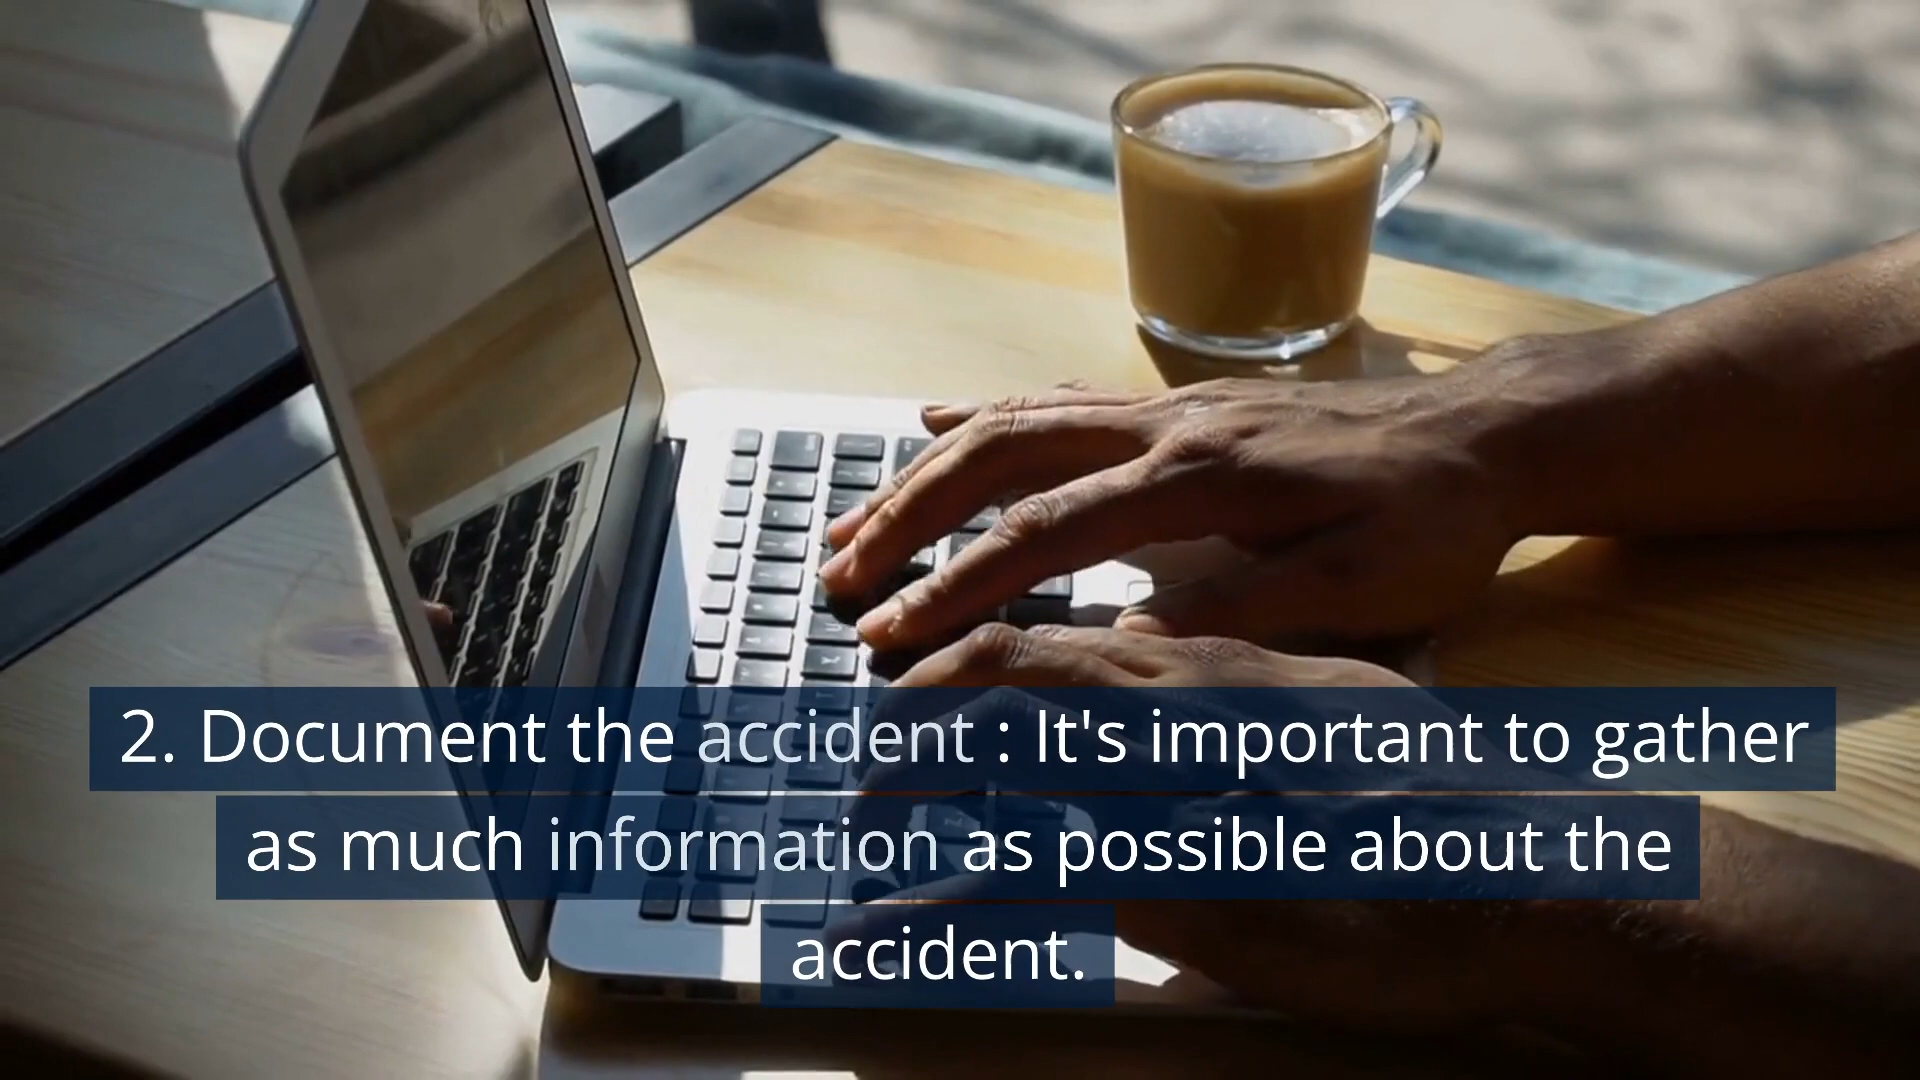 2. Document the accident : It's important to gather
as much information as possible about the
accident.